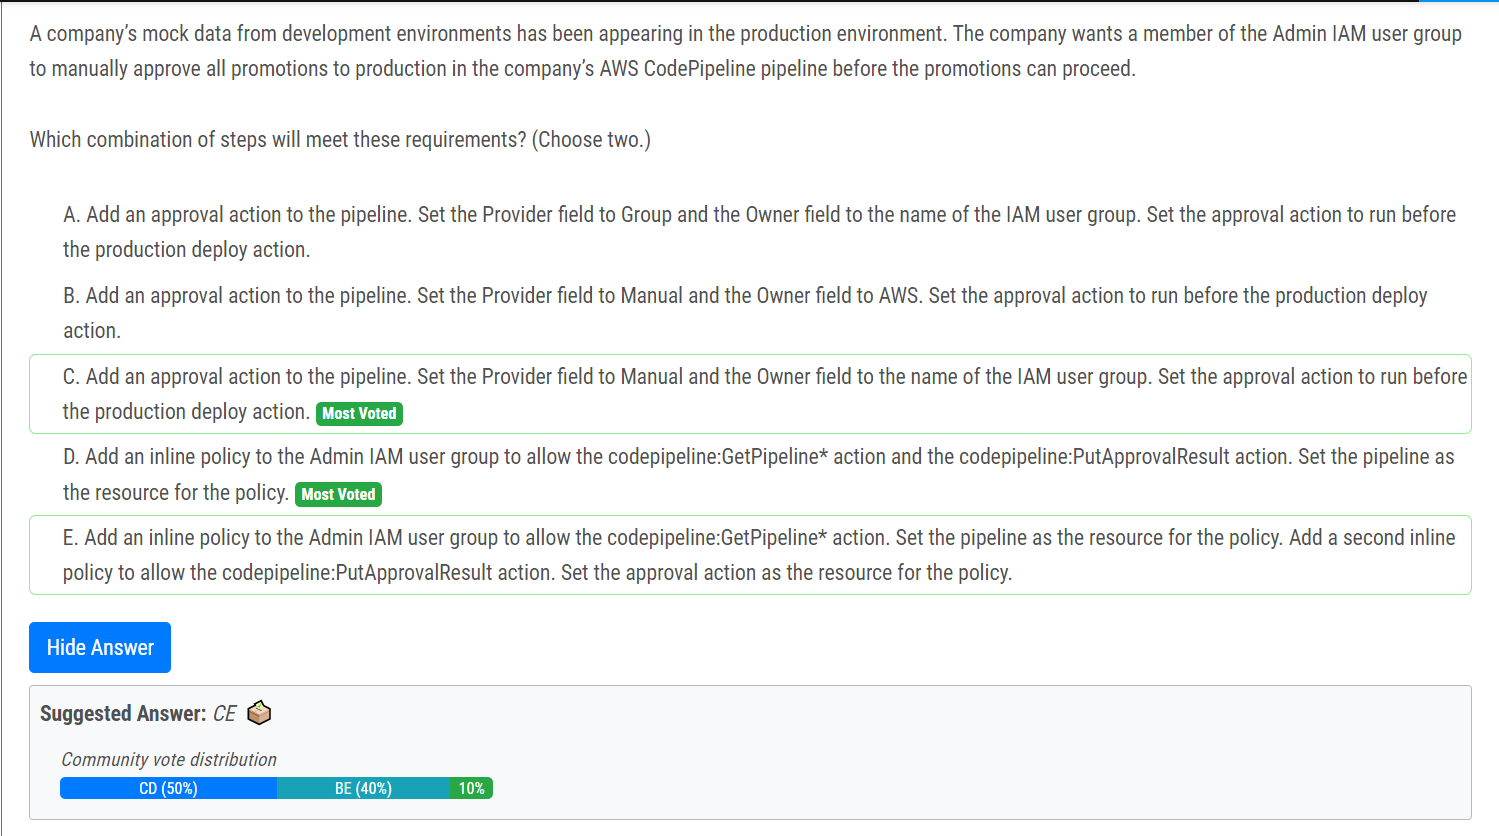 A company’s mock data from development environments has been appearing in the production environment. The company wants a member of the Admin IAM user group
to manually approve all promotions to production in the company’s AWS CodePipeline pipeline before the promotions can proceed.
Which combination of steps will meet these requirements? (Choose two.)
A. Add an approval action to the pipeline. Set the Provider field to Group and the Owner field to the name of the IAM user group. Set the approval action to run before
the production deploy action.
B. Add an approval action to the pipeline. Set the Provider field to Manual and the Owner field to AWS. Set the approval action to run before the production deploy
action.
C. Add an approval action to the pipeline. Set the Provider field to Manual and the Owner field to the name of the IAM user group. Set the approval action to run before
the production deploy action. Most Voted
D. Add an inline policy to the Admin IAM user group to allow the codepipeline:GetPipeline* action and the codepipeline:PutApprovalResult action. Set the pipeline as
the resource for the policy. Most Voted
E. Add an inline policy to the Admin IAM user group to allow the codepipeline:GetPipeline* action. Set the pipeline as the resource for the policy. Add a second inline
policy to allow the codepipeline:PutApprovalResult action. Set the approval action as the resource for the policy.
Hide Answer
Suggested Answer: CE
Community vote distribution
CD (50%) BE (40%) 10%